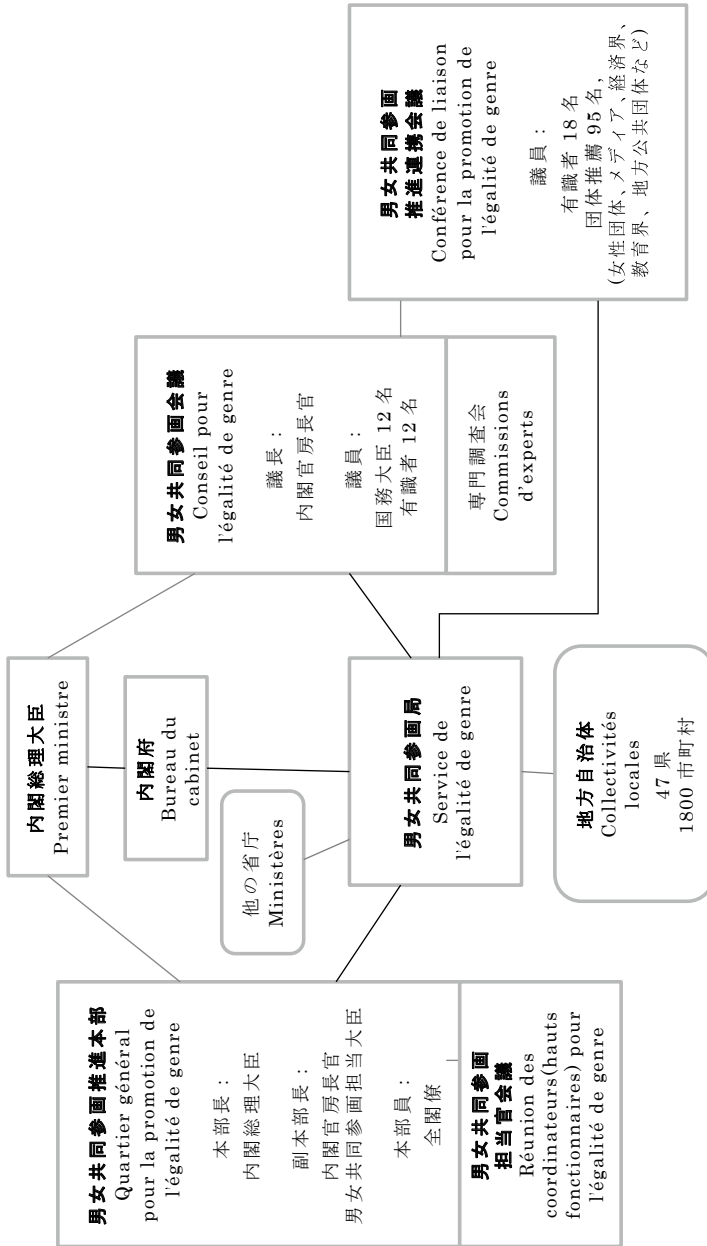 内閣総理大臣
Premier ministre
内閣府
Bureau du
cabinet
他の省庁
Ministères
男女共同参画推進本部
Quartier général
pour la promotion de
l'égalité de genre
本部長：
内閣総理大臣
副本部長：
内閣官房長官
男女共同参画担当大臣
本部員：
全閣僚
男女共同参画
担当官会議
Réunion des
coordinateurs(hauts
fonctionnaires) pour
l'égalité de genre
男女共同参画局
Service de
l'égalité de genre
地方自治体
Collectivités
locales
47 県
1800 市町村
男女共同参画会議
Conseil pour
l'égalité de genre
議長：
内閣官房長官
議員：
国務大臣 12 名
有識者 12 名
専門調査会
Commissions
d'experts
男女共同参画
推進連携会議
Conférence de liaison
pour la promotion de
l'égalité de genre
議員：
有識者 18 名
団体推薦 95 名,
(女性団体、メディア、経済界、
教育界、地方公共団体など)